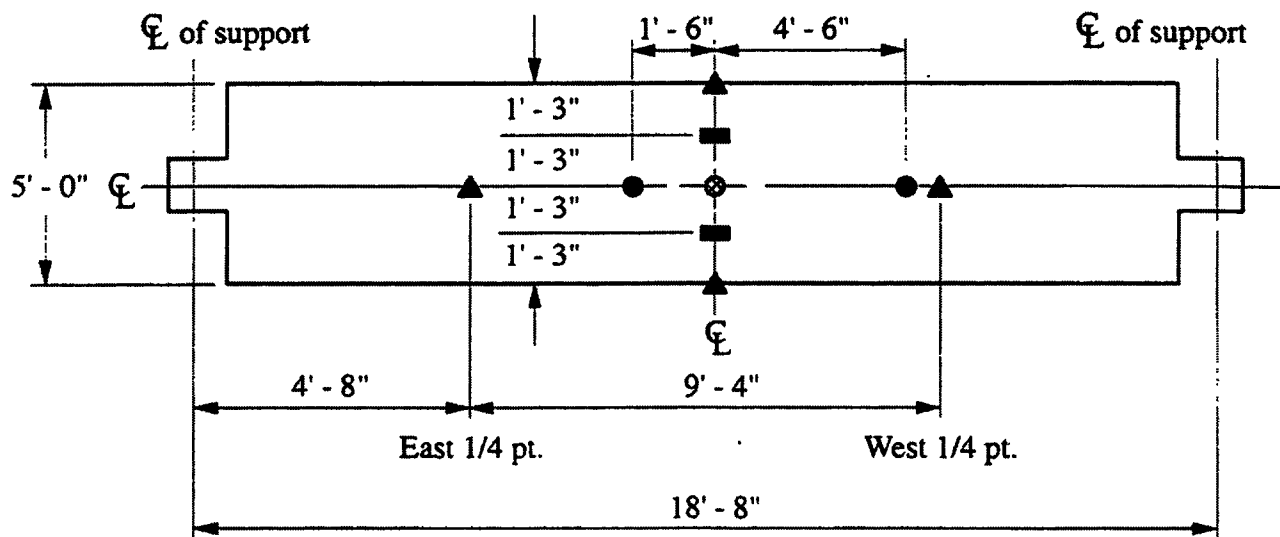 ℄ of support
1' - 6"
4' - 6"
℄ of support
1' - 3"
1' - 3"
5' - 0"
℄
1' - 3"
1' - 3"
℄
4' - 8"
9' - 4"
East 1/4 pt.
West 1/4 pt.
18' - 8"